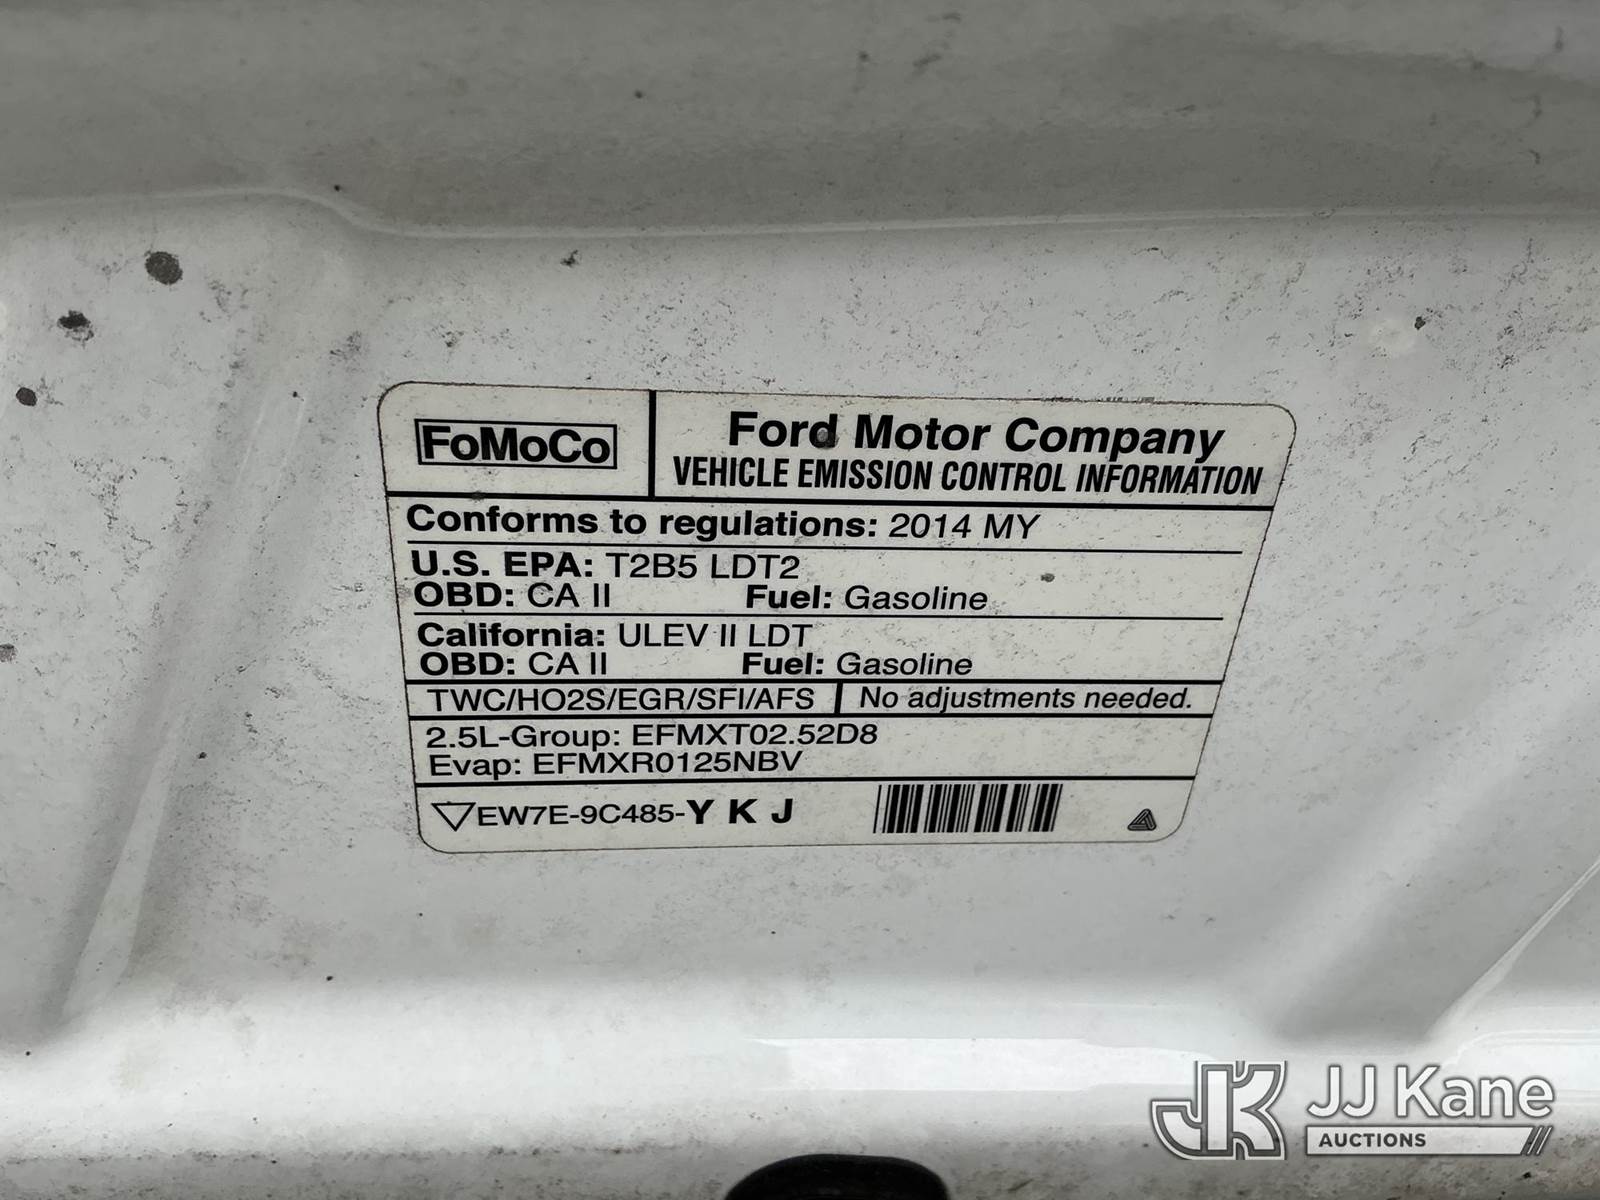 FoMoCo
Ford Motor Company
VEHICLE EMISSION CONTROL INFORMATION
Conforms to regulations: 2014 MY
U.S. EPA: T2B5 LDT2
OBD: CA II Fuel: Gasoline
California: ULEV II LDT
OBD: CA II Fuel: Gasoline
TWC/HO2S/EGR/SFI/AFS No adjustments needed.
2.5L-Group: EFMXT02.52D8
Evap: EFMXR0125NBV
EW7E-9C485-Y K J
JK JJ Kane
AUCTIONS